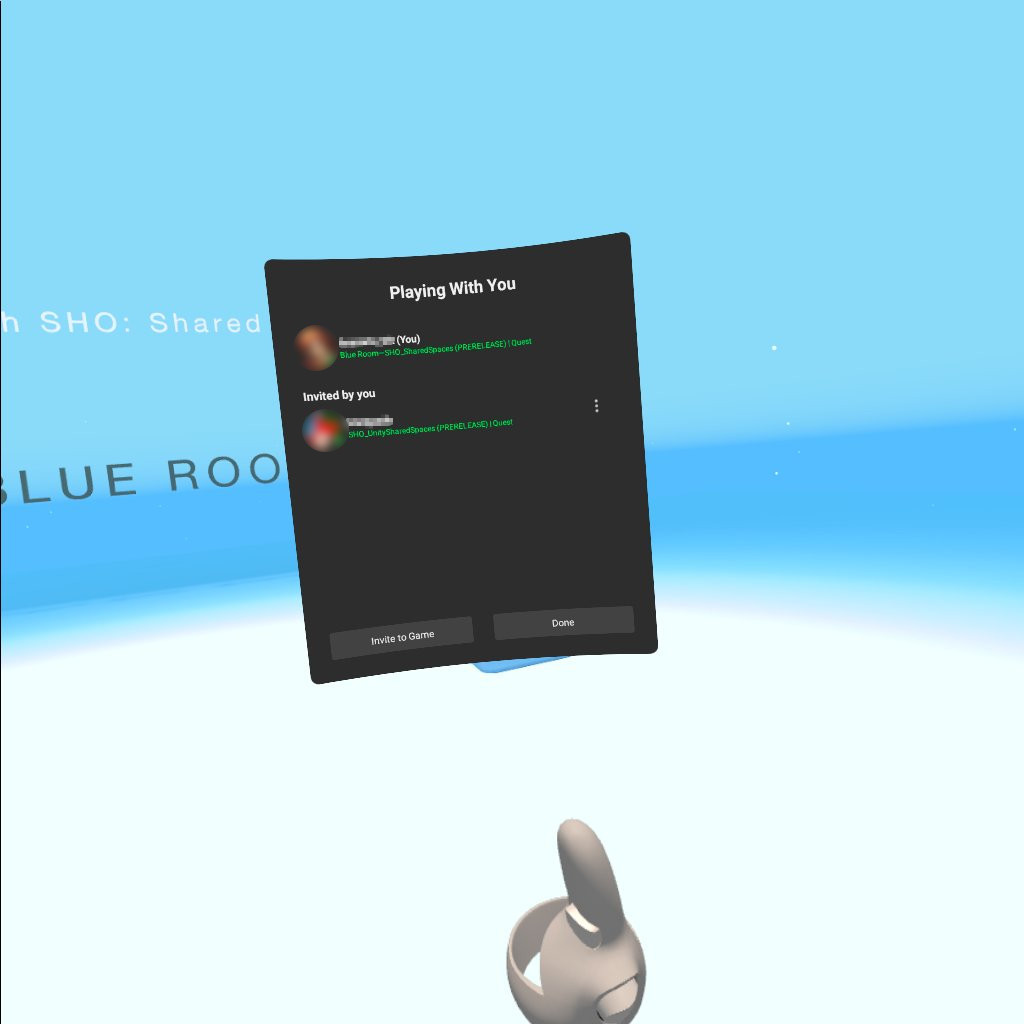 h SHO: Shared
BLUE ROO
Playing With You
(You)
Blue Room—SHO_SharedSpaces (PRERELEASE) | Quest
Invited by you
SHO_UnitySharedSpaces (PRERELEASE) | Quest
Invite to Game
Done